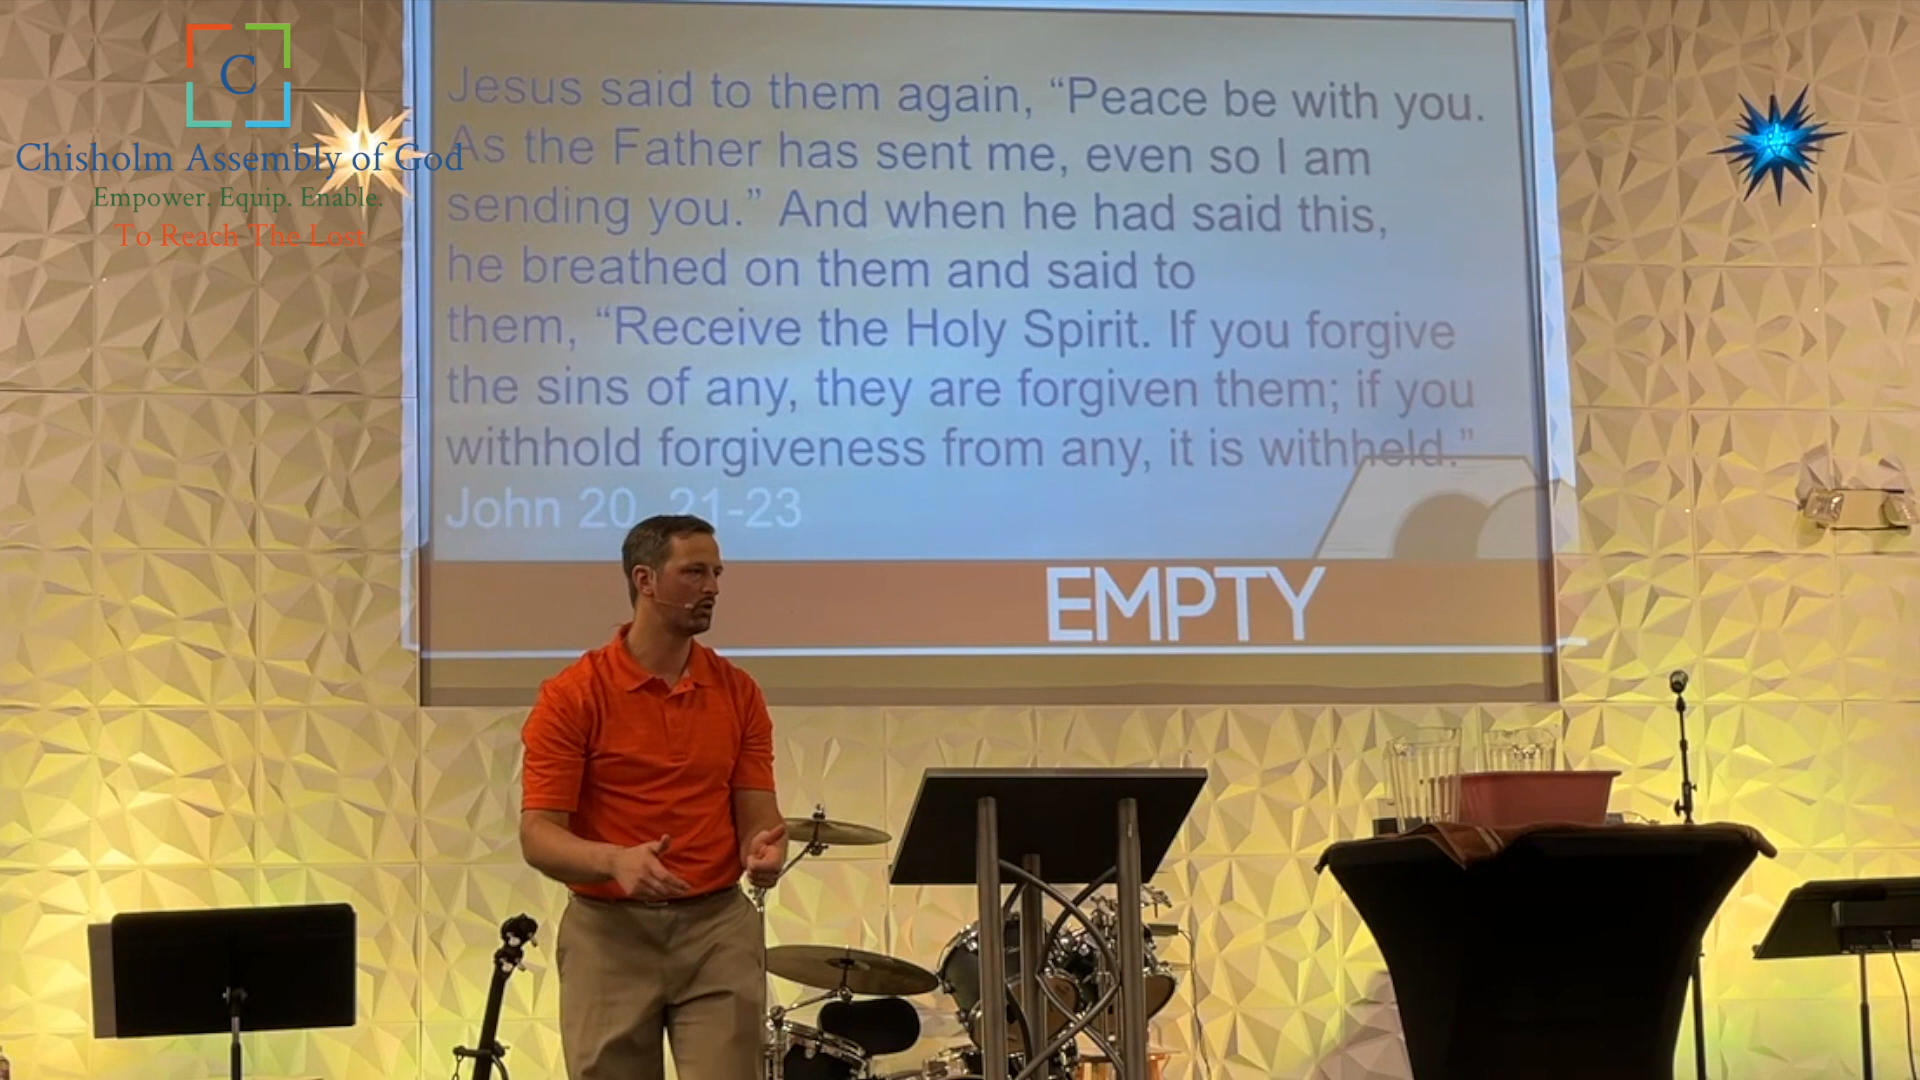 C
Chisholm Assembly of God
Empower. Equip. Enable.
To Reach The Lost
Jesus said to them again, “Peace be with you.
As the Father has sent me, even so I am
sending you.” And when he had said this,
he breathed on them and said to
them, “Receive the Holy Spirit. If you forgive
the sins of any, they are forgiven them; if you
withhold forgiveness from any, it is withheld.”
John 20 21-23
EMPTY